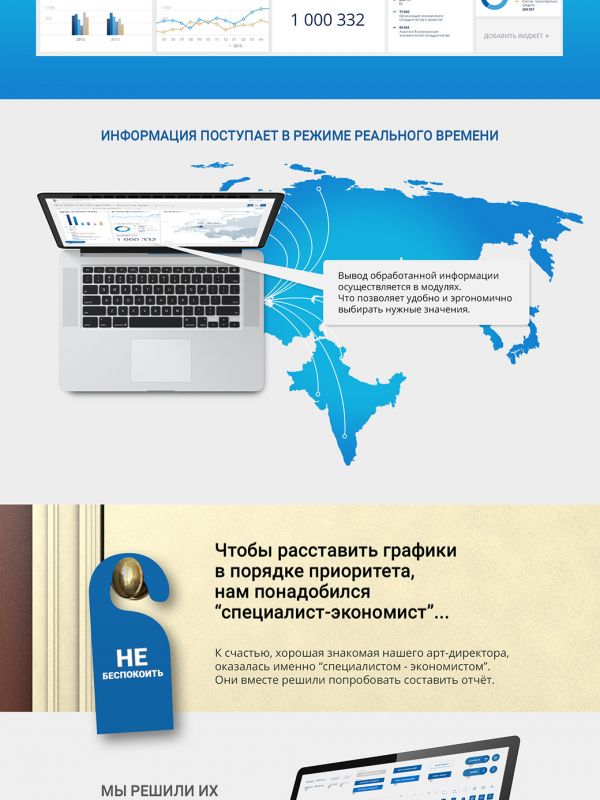 2012
2013
2013
1 000 332
ДОБАВИТЬ ВИДЖЕТ +
ИНФОРМАЦИЯ ПОСТУПАЕТ В РЕЖИМЕ РЕАЛЬНОГО ВРЕМЕНИ
1 000 332
Вывод обработанной информации
осуществляется в модулях.
Что позволяет удобно и эргономично
выбирать нужные значения.
Чтобы расставить графики
в порядке приоритета,
нам понадобился
“специалист-экономист”...
НЕ
БЕСПОКОИТЬ
К счастью, хорошая знакомая нашего арт-директора,
оказалась именно “специалистом - экономистом”.
Они вместе решили попробовать составить отчёт.
МЫ РЕШИЛИ ИХ